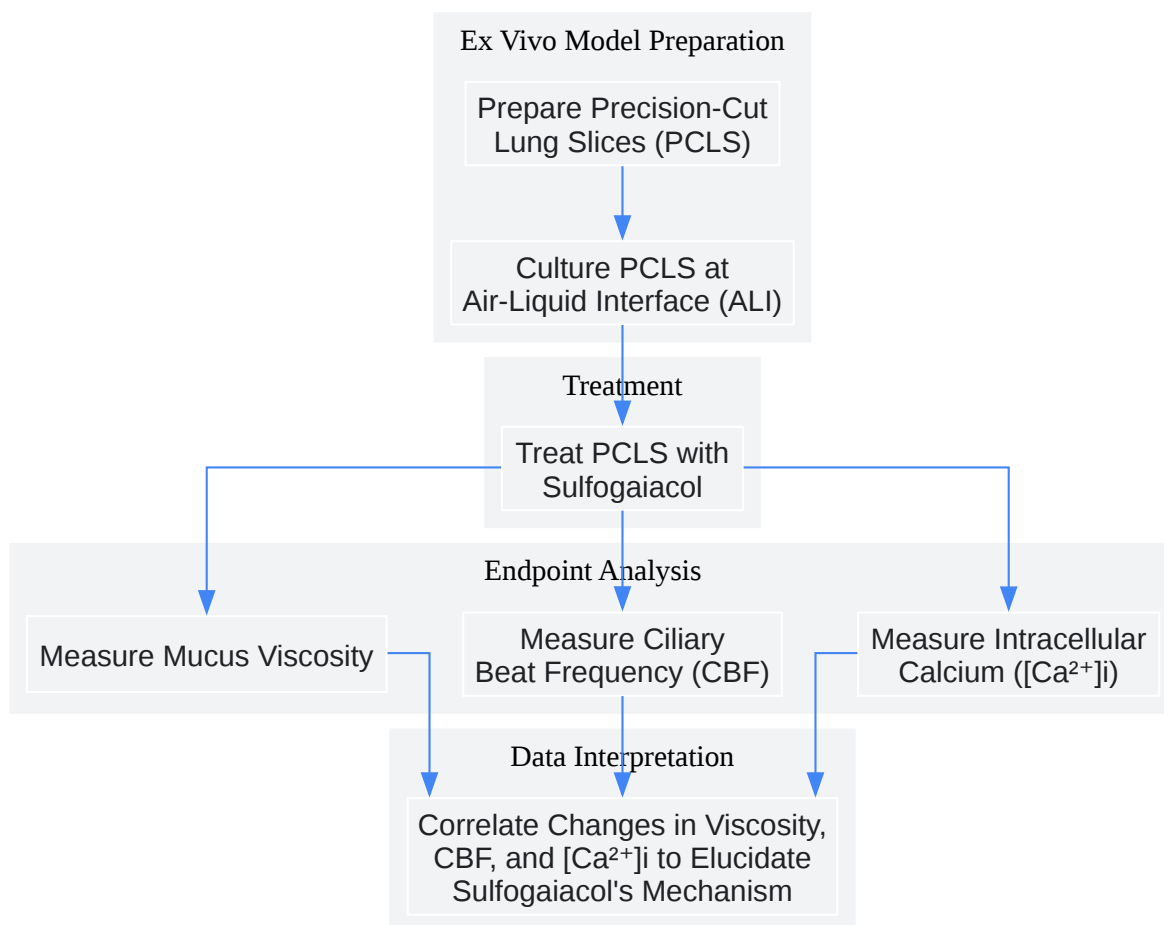 Ex Vivo Model Preparation
Prepare Precision-Cut
Lung Slices (PCLS)
Culture PCLS at
Air-Liquid Interface (ALI)
Treatment
Treat PCLS with
Sulfogaiacol
Endpoint Analysis
Measure Mucus Viscosity
Measure Ciliary
Beat Frequency (CBF)
Measure Intracellular
Calcium ([Ca²⁺]i)
Data Interpretation
Correlate Changes in Viscosity,
CBF, and [Ca²⁺]i to Elucidate
Sulfogaiacol's Mechanism